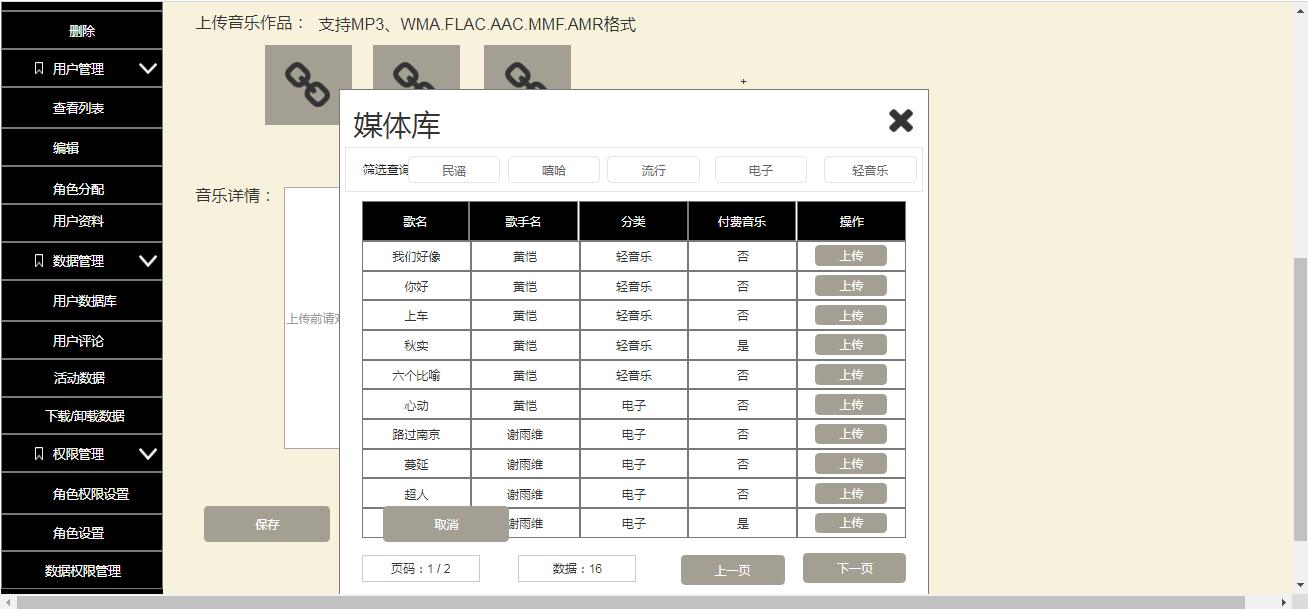 删除
用户管理
查看列表
编辑
角色分配
用户资料
数据管理
用户数据库
用户评论
活动数据
下载/卸载数据
权限管理
角色权限设置
角色设置
数据权限管理
上传音乐作品： 支持MP3、WMA.FLAC.AAC.MMF.AMR格式
+
音乐详情：
上传前请
保存
媒体库
筛选查询 民谣 嘻哈 流行 电子 轻音乐
歌名 歌手名 分类 付费音乐 操作
我们好像 黄恺 轻音乐 否 上传
你好 黄恺 轻音乐 否 上传
上车 黄恺 轻音乐 否 上传
秋实 黄恺 轻音乐 是 上传
六个比喻 黄恺 轻音乐 否 上传
心动 黄恺 电子 否 上传
路过南京 谢雨维 电子 否 上传
蔓延 谢雨维 电子 否 上传
超人 谢雨维 电子 否 上传
取消 谢雨维 电子 是 上传
页码：1 / 2 数据：16 上一页 下一页